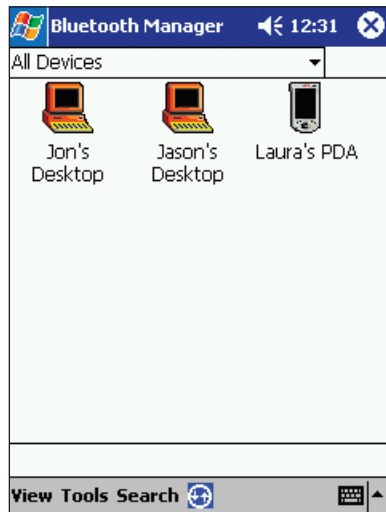 Bluetooth Manager 12:31
All Devices
Jon's Desktop
Jason's Desktop
Laura's PDA
View Tools Search